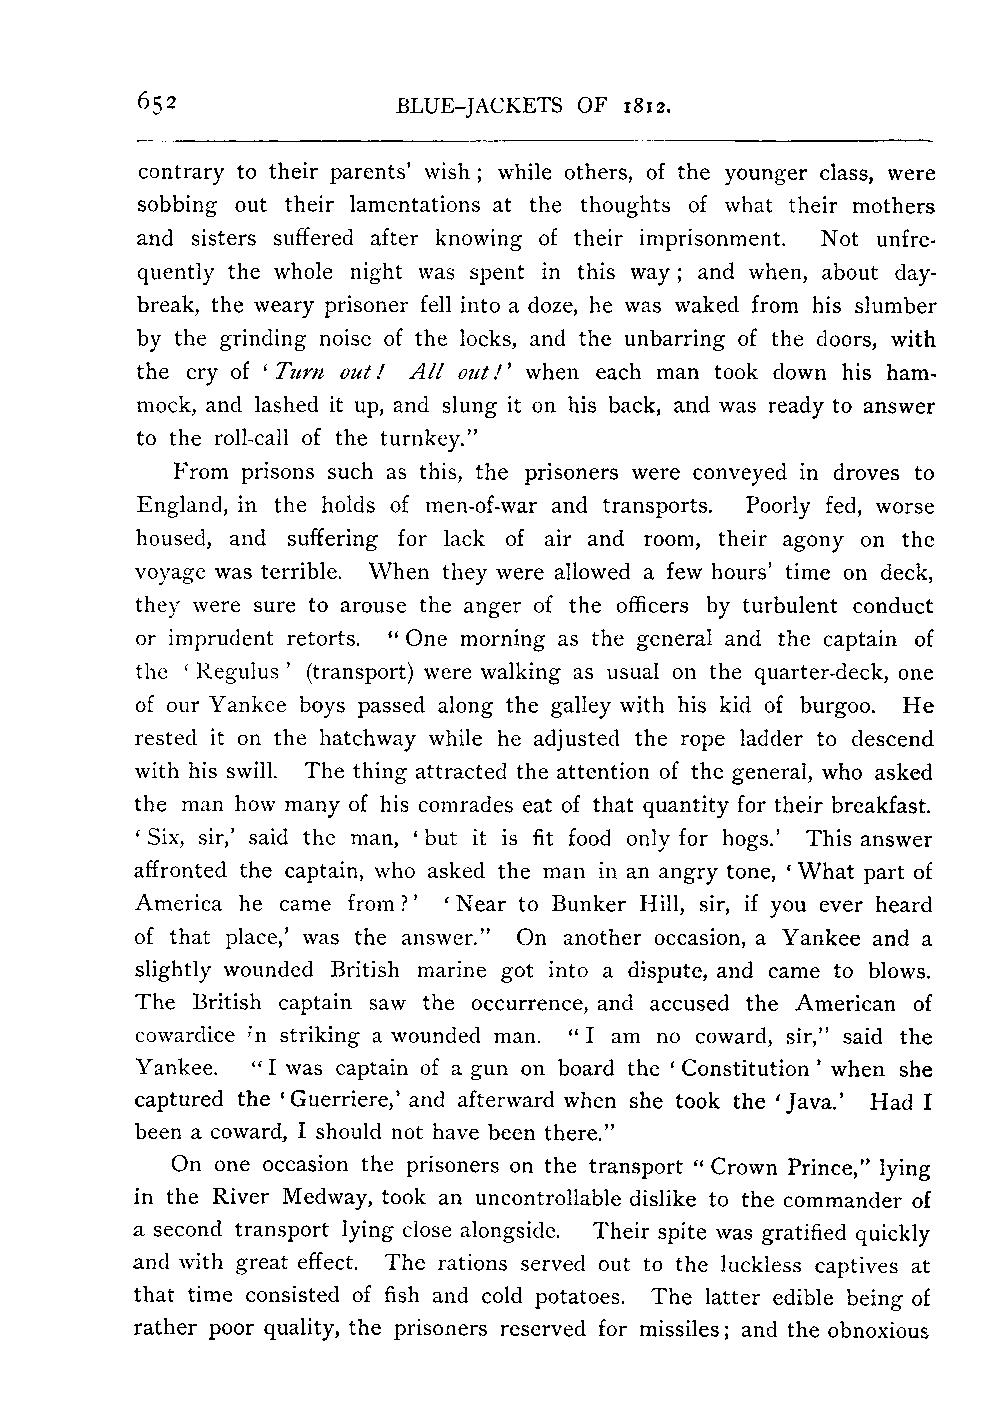 652 BLUE-JACKETS OF 1812.
contrary to their parents' wish; while others, of the younger class, were
sobbing out their lamentations at the thoughts of what their mothers
and sisters suffered after knowing of their imprisonment. Not unfre-
quently the whole night was spent in this way; and when, about day-
break, the weary prisoner fell into a doze, he was waked from his slumber
by the grinding noise of the locks, and the unbarring of the doors, with
the cry of 'Turn out! All out!' when each man took down his ham-
mock, and lashed it up, and slung it on his back, and was ready to answer
to the roll-call of the turnkey."
From prisons such as this, the prisoners were conveyed in droves to
England, in the holds of men-of-war and transports. Poorly fed, worse
housed, and suffering for lack of air and room, their agony on the
voyage was terrible. When they were allowed a few hours' time on deck,
they were sure to arouse the anger of the officers by turbulent conduct
or imprudent retorts. "One morning as the general and the captain of
the 'Regulus' (transport) were walking as usual on the quarter-deck, one
of our Yankee boys passed along the galley with his kid of burgoo. He
rested it on the hatchway while he adjusted the rope ladder to descend
with his swill. The thing attracted the attention of the general, who asked
the man how many of his comrades eat of that quantity for their breakfast.
'Six, sir,' said the man, 'but it is fit food only for hogs.' This answer
affronted the captain, who asked the man in an angry tone, 'What part of
America he came from?' 'Near to Bunker Hill, sir, if you ever heard
of that place,' was the answer." On another occasion, a Yankee and a
slightly wounded British marine got into a dispute, and came to blows.
The British captain saw the occurrence, and accused the American of
cowardice in striking a wounded man. "I am no coward, sir," said the
Yankee. "I was captain of a gun on board the 'Constitution' when she
captured the 'Guerriere,' and afterward when she took the 'Java.' Had I
been a coward, I should not have been there."
On one occasion the prisoners on the transport "Crown Prince," lying
in the River Medway, took an uncontrollable dislike to the commander of
a second transport lying close alongside. Their spite was gratified quickly
and with great effect. The rations served out to the luckless captives at
that time consisted of fish and cold potatoes. The latter edible being of
rather poor quality, the prisoners reserved for missiles; and the obnoxious